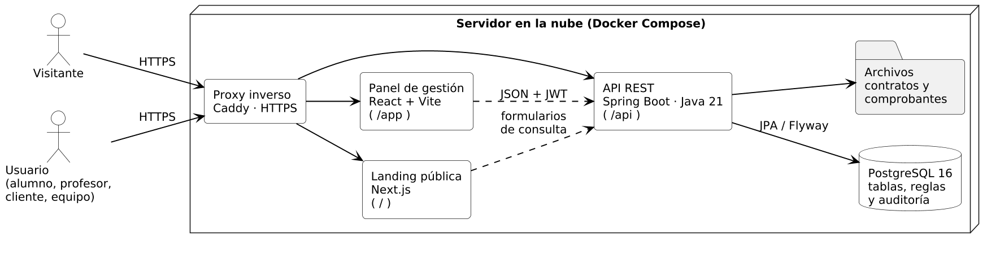 Servidor en la nube (Docker Compose)
Visitante
HTTPS
Usuario
(alumno, profesor,
cliente, equipo)
HTTPS
Proxy inverso
Caddy · HTTPS
Panel de gestión
React + Vite
( /app )
Landing pública
Next.js
( / )
JSON + JWT
formularios
de consulta
API REST
Spring Boot · Java 21
( /api )
Archivos
contratos y
comprobantes
JPA / Flyway
PostgreSQL 16
tablas, reglas
y auditoría